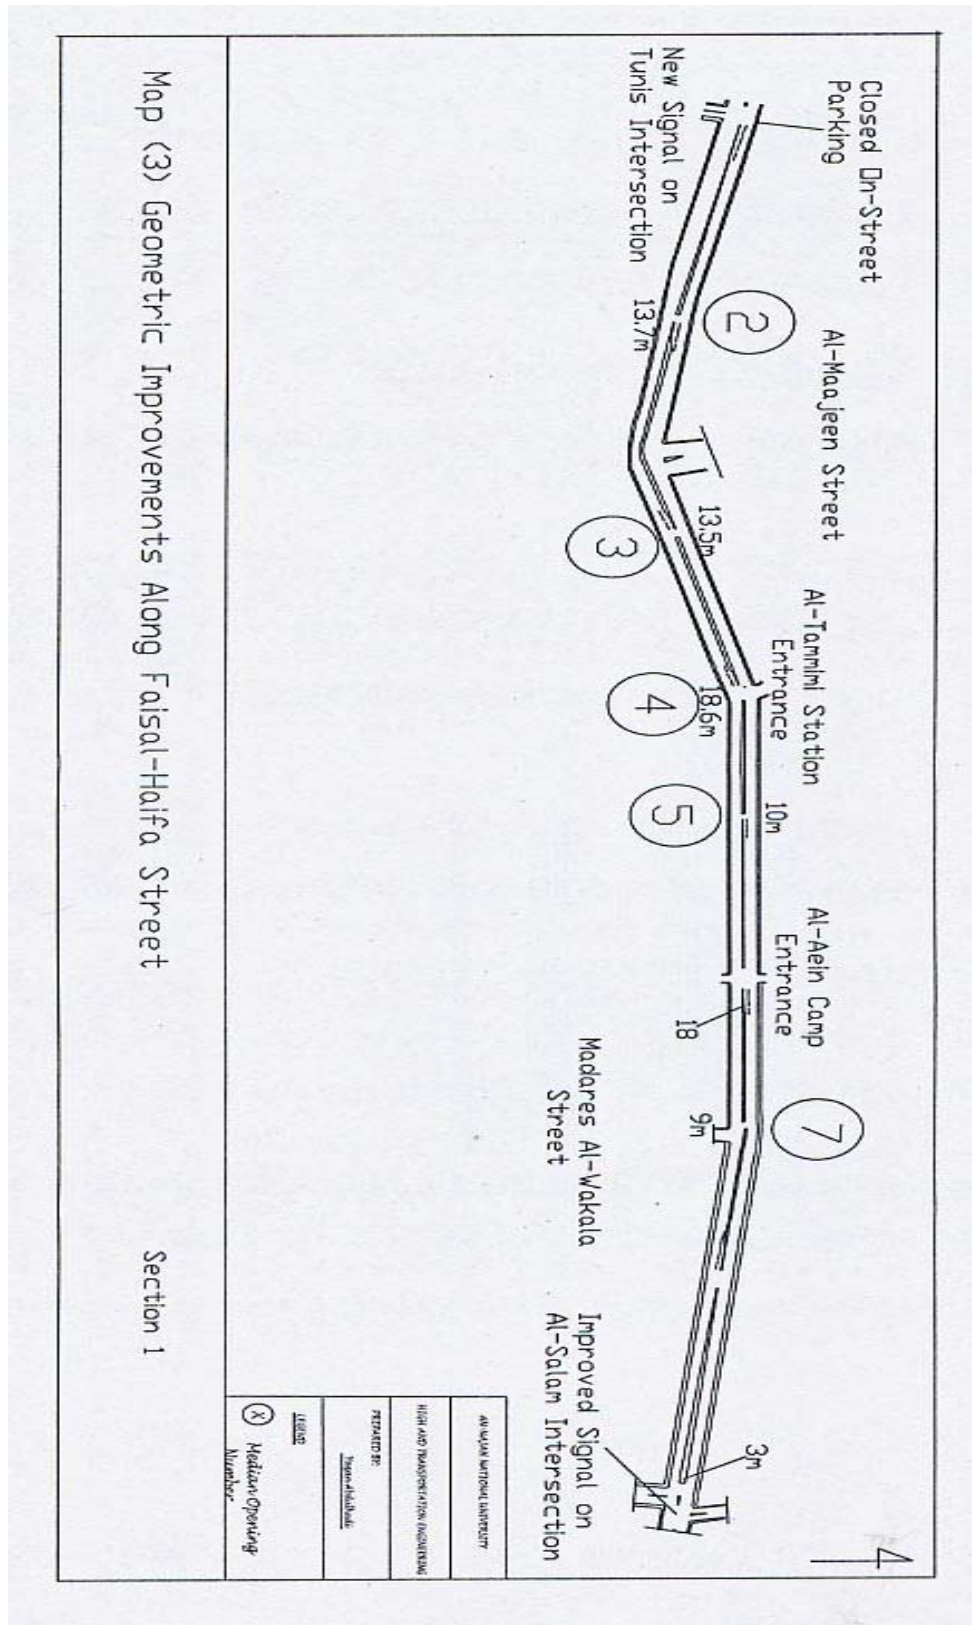 Closed On-Street
Parking
Al-Maajeen Street
Al-Tamimi Station
Entrance
Al-Aein Camp
Entrance
2
7
10m
3m
13.5m
18.6m
18
9m
New Signal on
Tunis Intersection
13.7m
3
4
5
Madares Al-Wakala
Street
Improved Signal on
Al-Salam Intersection
AN-NAJAH NATIONAL UNIVERSITY
HIGH AND TRANSPORTATION ENGINEERING
PREPARED BY:
LEGEND
X Median Opening
Number
Map (3) Geometric Improvements Along Faisal-Haifa Street
Section 1